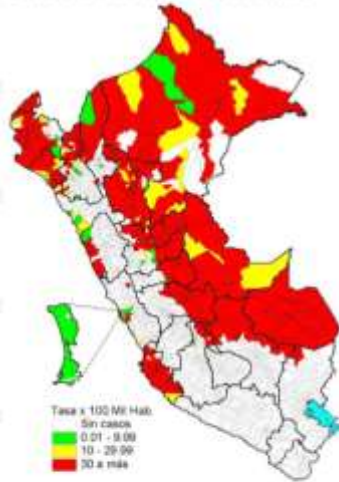 Tasa x 100 Mil Hab.
Sin casos
0.01 - 9.99
10 - 29.99
30 a más